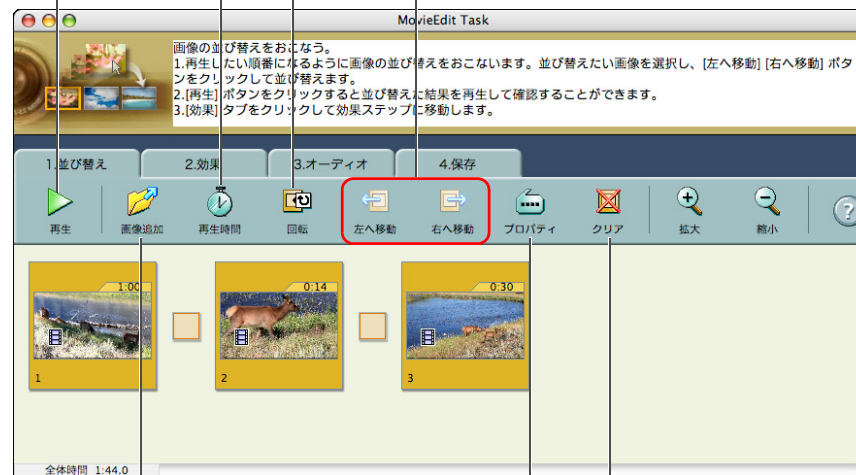 MovieEdit Task
画像の並び替えをおこなう。
1.再生したい順番になるように画像の並び替えをおこないます。並び替えたい画像を選択し、[左へ移動] [右へ移動] ボタ
ンをクリックして並び替えます。
2.[再生] ボタンをクリックすると並び替えた結果を再生して確認することができます。
3.[効果] タブをクリックして効果ステップに移動します。
1.並び替え 2.効果 3.オーディオ 4.保存
再生 画像追加 再生時間 回転 左へ移動 右へ移動 プロパティ クリア 拡大 縮小 ?
1:00 0:14 0:30
1 2 3
全体時間 1:44.0